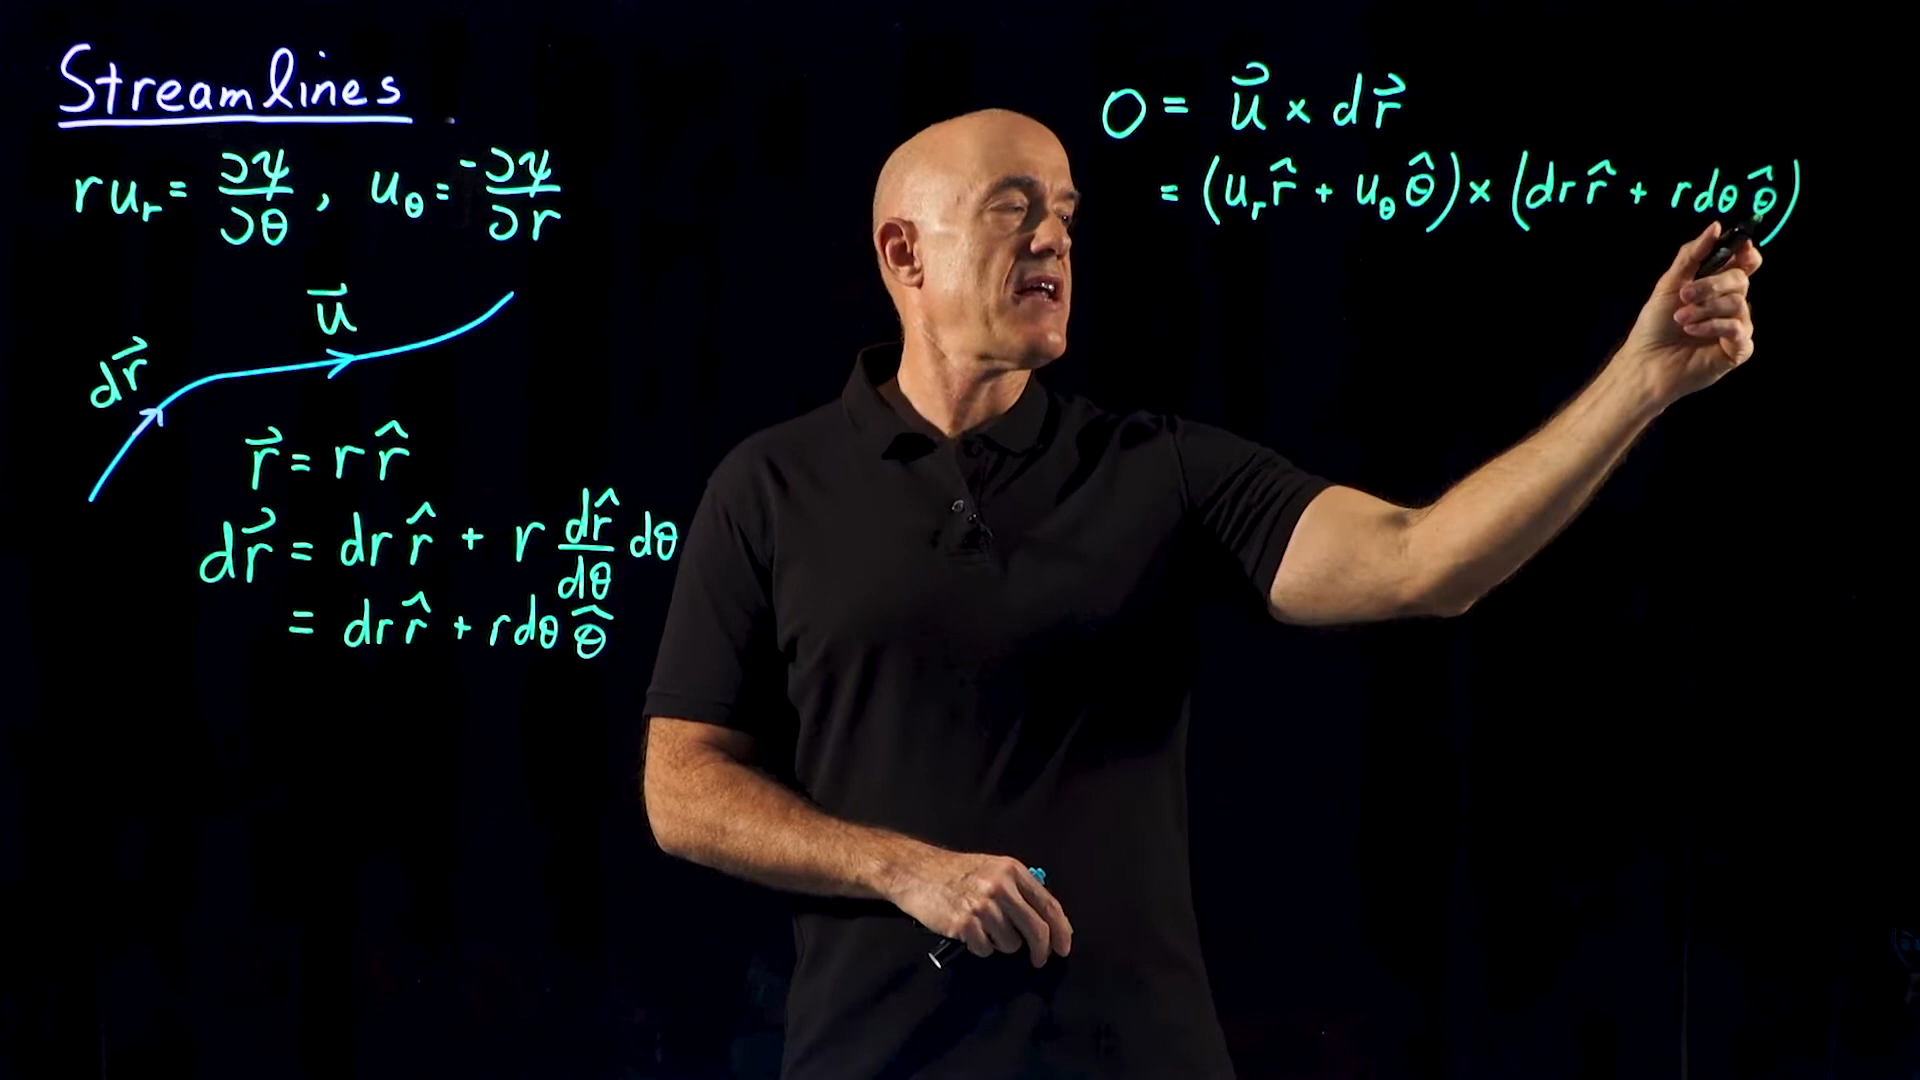 Streamlines
ru_r = ∂ψ/∂θ, u_θ = -∂ψ/∂r
u⃗
dr⃗
r⃗ = r r̂
dr⃗ = dr r̂ + r dr̂/dθ dθ
= dr r̂ + r dθ θ̂
0 = u⃗ × dr⃗
= (u_r r̂ + u_θ θ̂) × (dr r̂ + r dθ θ̂)